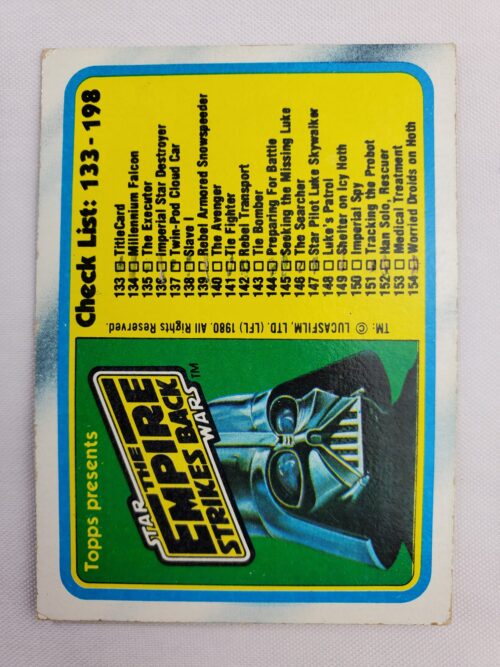 Topps presents
STAR
THE
EMPIRE
STRIKES BACK
WARS™
Check List: 133-198
133 ☐ Title Card
134 ☐ Millennium Falcon
135 ☐ The Executor
136 ☐ Imperial Star Destroyer
137 ☐ Twin-Pod Cloud Car
138 ☐ Slave I
139 ☐ Rebel Armored Snowspeeder
140 ☐ The Avenger
141 ☐ Tie Fighter
142 ☐ Rebel Transport
143 ☐ Tie Bomber
144 ☐ Preparing For Battle
145 ☐ Seeking the Missing Luke
146 ☐ The Searcher
147 ☐ Star Pilot Luke Skywalker
148 ☐ Luke's Patrol
149 ☐ Shelter on Icy Hoth
150 ☐ Imperial Spy
151 ☐ Tracking the Probot
152 ☐ Han Solo, Rescuer
153 ☐ Medical Treatment
154 ☐ Worried Droids on Hoth
TM: © LUCASFILM, LTD. (LFL) 1980. All Rights Reserved.